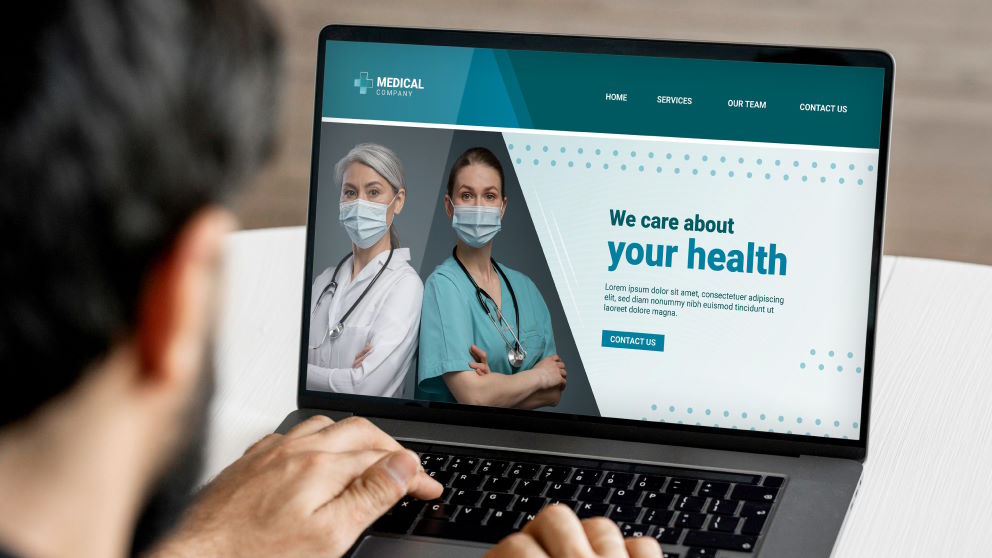 MEDICAL
COMPANY
HOME SERVICES OUR TEAM CONTACT US
We care about
your health
Lorem ipsum dolor sit amet, consectetuer adipiscing
elit, sed diam nonummy nibh euismod tincidunt ut
laoreet dolore magna.
CONTACT US